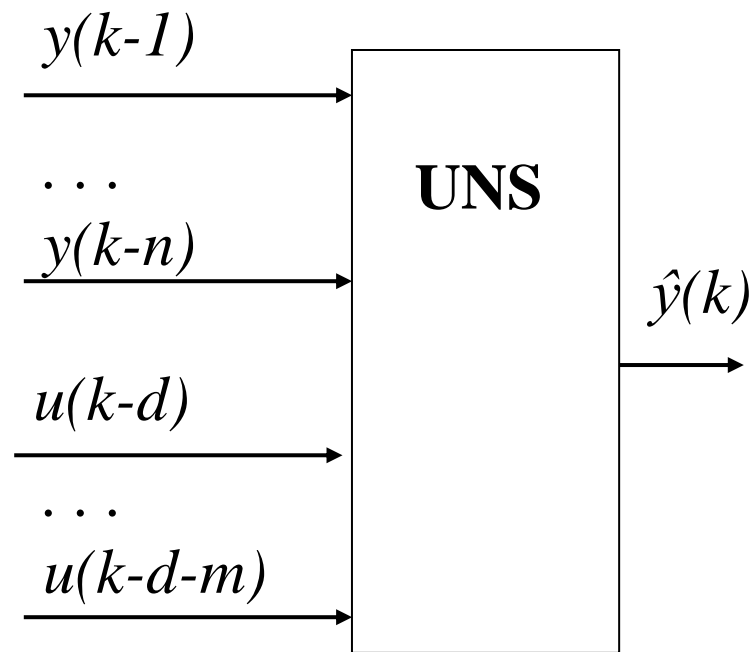 y(k-1)
. . .
UNS
y(k-n)
ŷ(k)
u(k-d)
. . .
u(k-d-m)